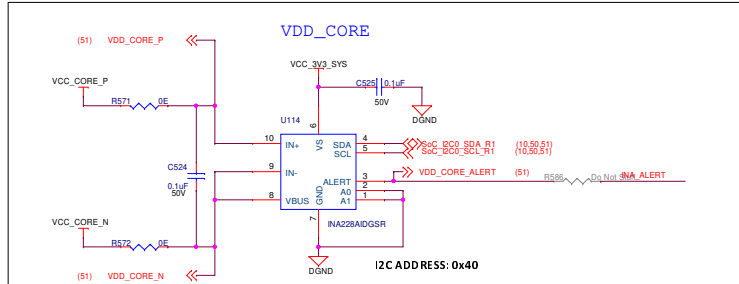 VDD_CORE
(51) VDD_CORE_P
VCC_CORE_P
R571 0E
VCC_3V3_SYS
C525 0.1uF
50V
DGND
U114
6
VS
10 IN+
SDA 4 SoC_I2C0_SDA_R1 (10,50,51)
SCL 5 SoC_I2C0_SCL_R1 (10,50,51)
9 IN-
C524
0.1uF
50V
ALERT 3 VDD_CORE_ALERT (51)
R586 Do Not Stuff INA_ALERT
A0 2
8 VBUS
A1 1
GND
7
INA228AIDGSR
VCC_CORE_N
R572 0E
DGND
I2C ADDRESS: 0x40
(51) VDD_CORE_N